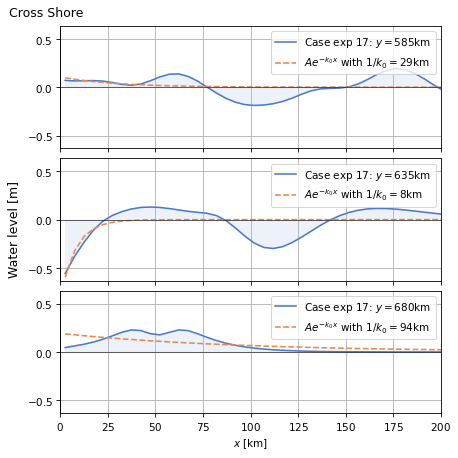 Cross Shore
0.5
0.0
−0.5
Case exp 17: y = 585km
Ae^{−k₀x} with 1/k₀ = 29km
Water level [m]
0.5
0.0
−0.5
Case exp 17: y = 635km
Ae^{−k₀x} with 1/k₀ = 8km
0.5
0.0
−0.5
Case exp 17: y = 680km
Ae^{−k₀x} with 1/k₀ = 94km
0 25 50 75 100 125 150 175 200
x [km]